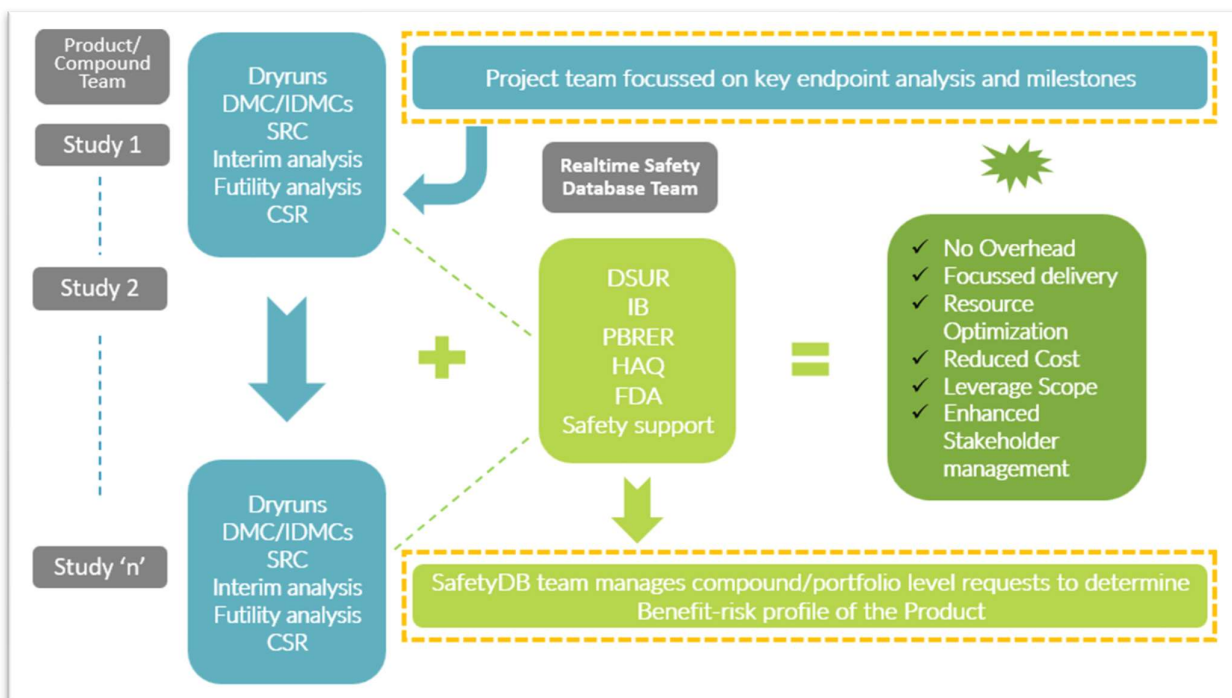 Product/
Compound
Team
Study 1
Study 2
Study 'n'
Dryruns
DMC/IDMCs
SRC
Interim analysis
Futility analysis
CSR
Dryruns
DMC/IDMCs
SRC
Interim analysis
Futility analysis
CSR
Project team focussed on key endpoint analysis and milestones
Realtime Safety
Database Team
DSUR
IB
PBRER
HAQ
FDA
Safety support
✓ No Overhead
✓ Focussed delivery
✓ Resource
Optimization
✓ Reduced Cost
✓ Leverage Scope
✓ Enhanced
Stakeholder
management
SafetyDB team manages compound/portfolio level requests to determine
Benefit-risk profile of the Product